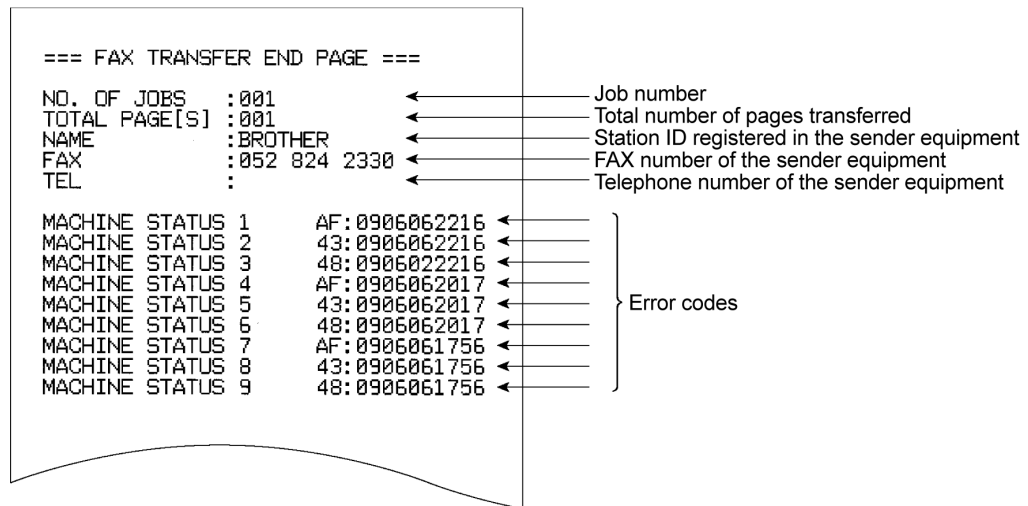 === FAX TRANSFER END PAGE ===
NO. OF JOBS :001 Job number
TOTAL PAGE[S] :001 Total number of pages transferred
NAME :BROTHER Station ID registered in the sender equipment
FAX :052 824 2330 FAX number of the sender equipment
TEL : Telephone number of the sender equipment
MACHINE STATUS 1 AF:0906062216
MACHINE STATUS 2 43:0906062216
MACHINE STATUS 3 48:0906022216
MACHINE STATUS 4 AF:0906062017
MACHINE STATUS 5 43:0906062017 Error codes
MACHINE STATUS 6 48:0906062017
MACHINE STATUS 7 AF:0906061756
MACHINE STATUS 8 43:0906061756
MACHINE STATUS 9 48:0906061756